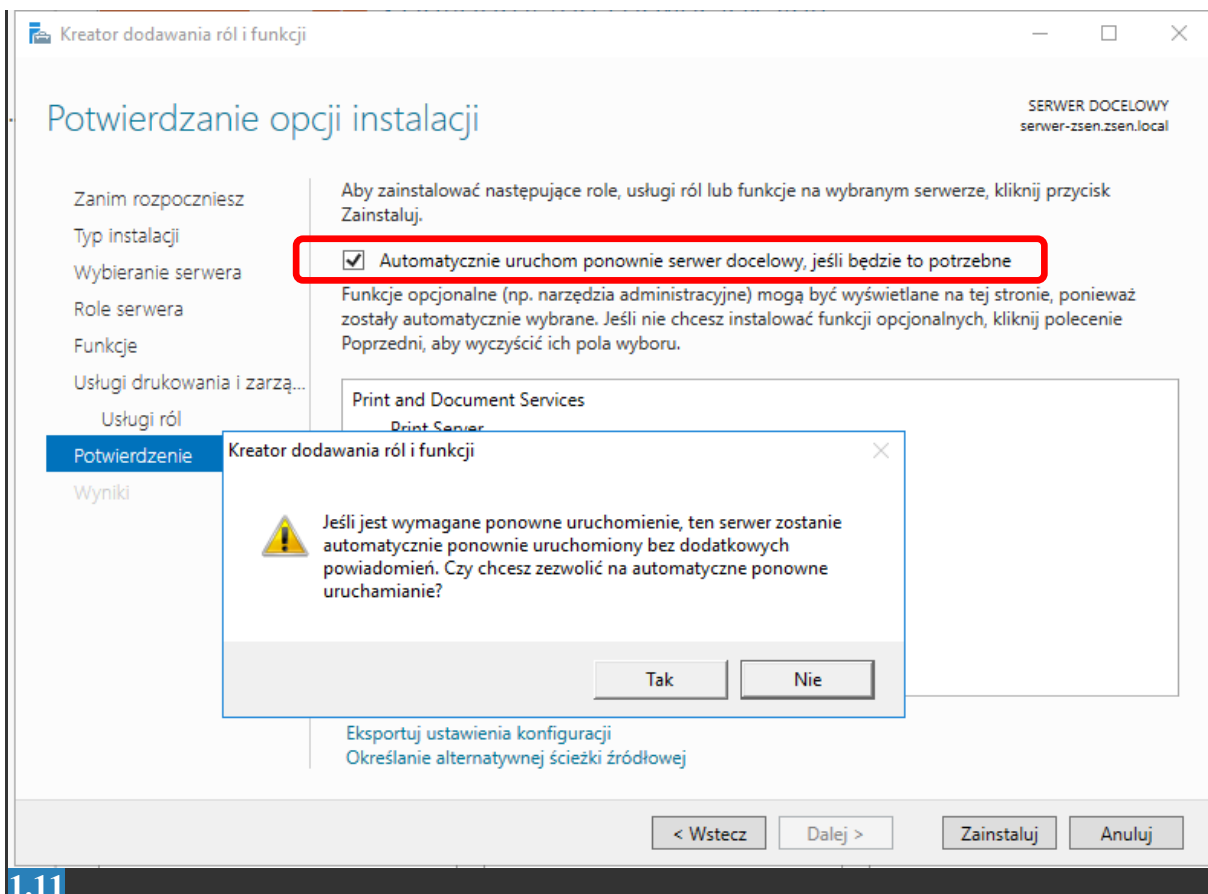 Kreator dodawania ról i funkcji
Potwierdzanie opcji instalacji
SERWER DOCELOWY
serwer-zsen.zsen.local
Zanim rozpoczniesz
Typ instalacji
Wybieranie serwera
Role serwera
Funkcje
Usługi drukowania i zarzą...
Usługi ról
Potwierdzenie
Wyniki
Aby zainstalować następujące role, usługi ról lub funkcje na wybranym serwerze, kliknij przycisk
Zainstaluj.
Automatycznie uruchom ponownie serwer docelowy, jeśli będzie to potrzebne
Funkcje opcjonalne (np. narzędzia administracyjne) mogą być wyświetlane na tej stronie, ponieważ
zostały automatycznie wybrane. Jeśli nie chcesz instalować funkcji opcjonalnych, kliknij polecenie
Poprzedni, aby wyczyścić ich pola wyboru.
Print and Document Services
Print Server
Kreator dodawania ról i funkcji
Jeśli jest wymagane ponowne uruchomienie, ten serwer zostanie
automatycznie ponownie uruchomiony bez dodatkowych
powiadomień. Czy chcesz zezwolić na automatyczne ponowne
uruchamianie?
Tak
Nie
Eksportuj ustawienia konfiguracji
Określanie alternatywnej ścieżki źródłowej
< Wstecz
Dalej >
Zainstaluj
Anuluj
1.11